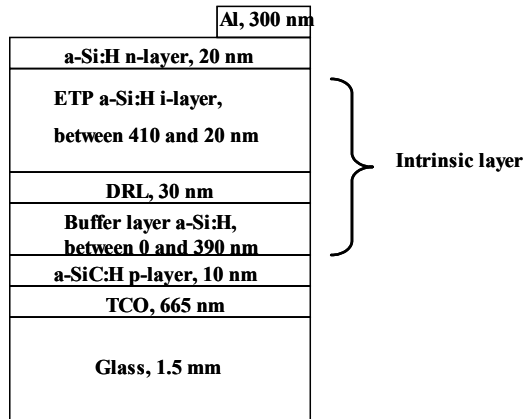 Al, 300 nm
a-Si:H n-layer, 20 nm
ETP a-Si:H i-layer,
between 410 and 20 nm
Intrinsic layer
DRL, 30 nm
Buffer layer a-Si:H,
between 0 and 390 nm
a-SiC:H p-layer, 10 nm
TCO, 665 nm
Glass, 1.5 mm